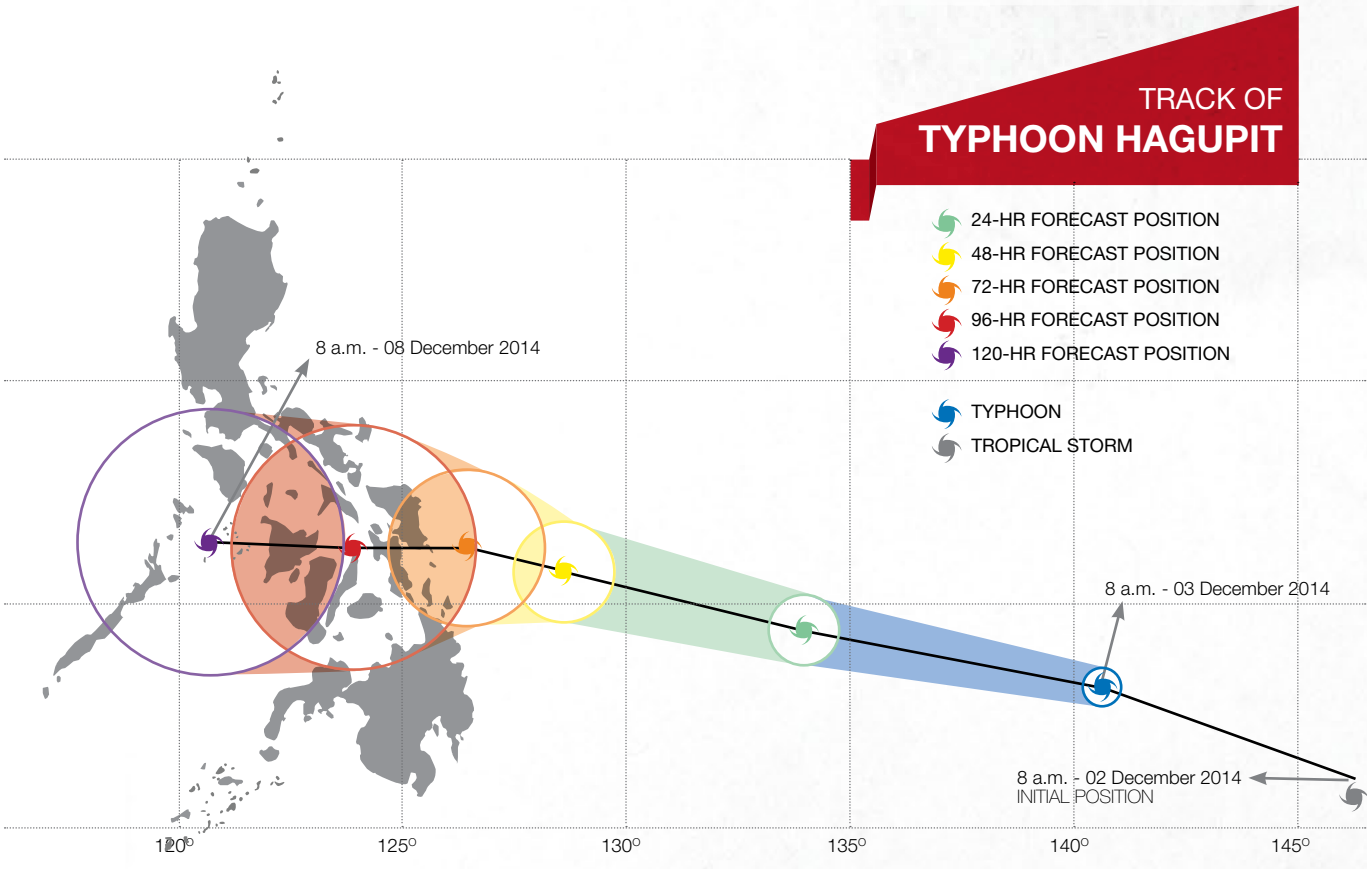 TRACK OF
TYPHOON HAGUPIT
24-HR FORECAST POSITION
48-HR FORECAST POSITION
72-HR FORECAST POSITION
96-HR FORECAST POSITION
120-HR FORECAST POSITION
TYPHOON
TROPICAL STORM
8 a.m. - 08 December 2014
8 a.m. - 03 December 2014
8 a.m. - 02 December 2014
INITIAL POSITION
120° 125° 130° 135° 140° 145°